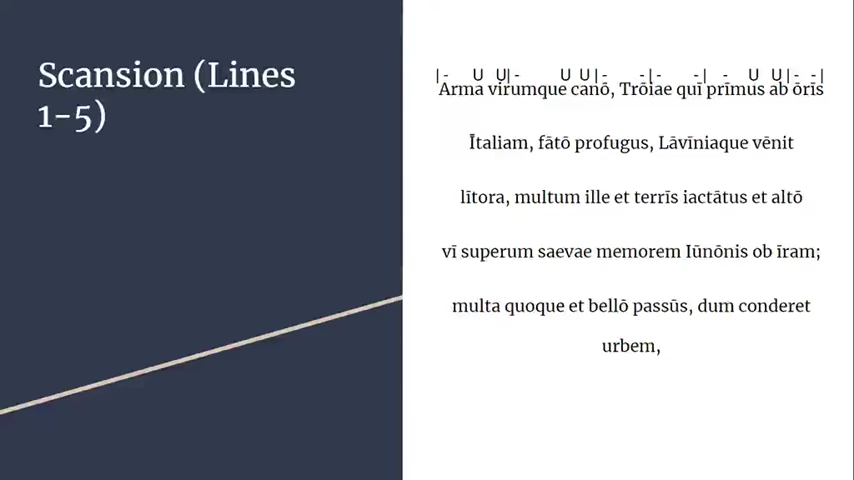 Scansion (Lines
1-5)
|- U U|- U U|- -|- -| - U U|- -|
Arma virumque canō, Trōiae quī prīmus ab ōrīs
Ītaliam, fātō profugus, Lāvīniaque vēnit
lītora, multum ille et terrīs iactātus et altō
vī superum saevae memorem Iūnōnis ob īram;
multa quoque et bellō passūs, dum conderet
urbem,